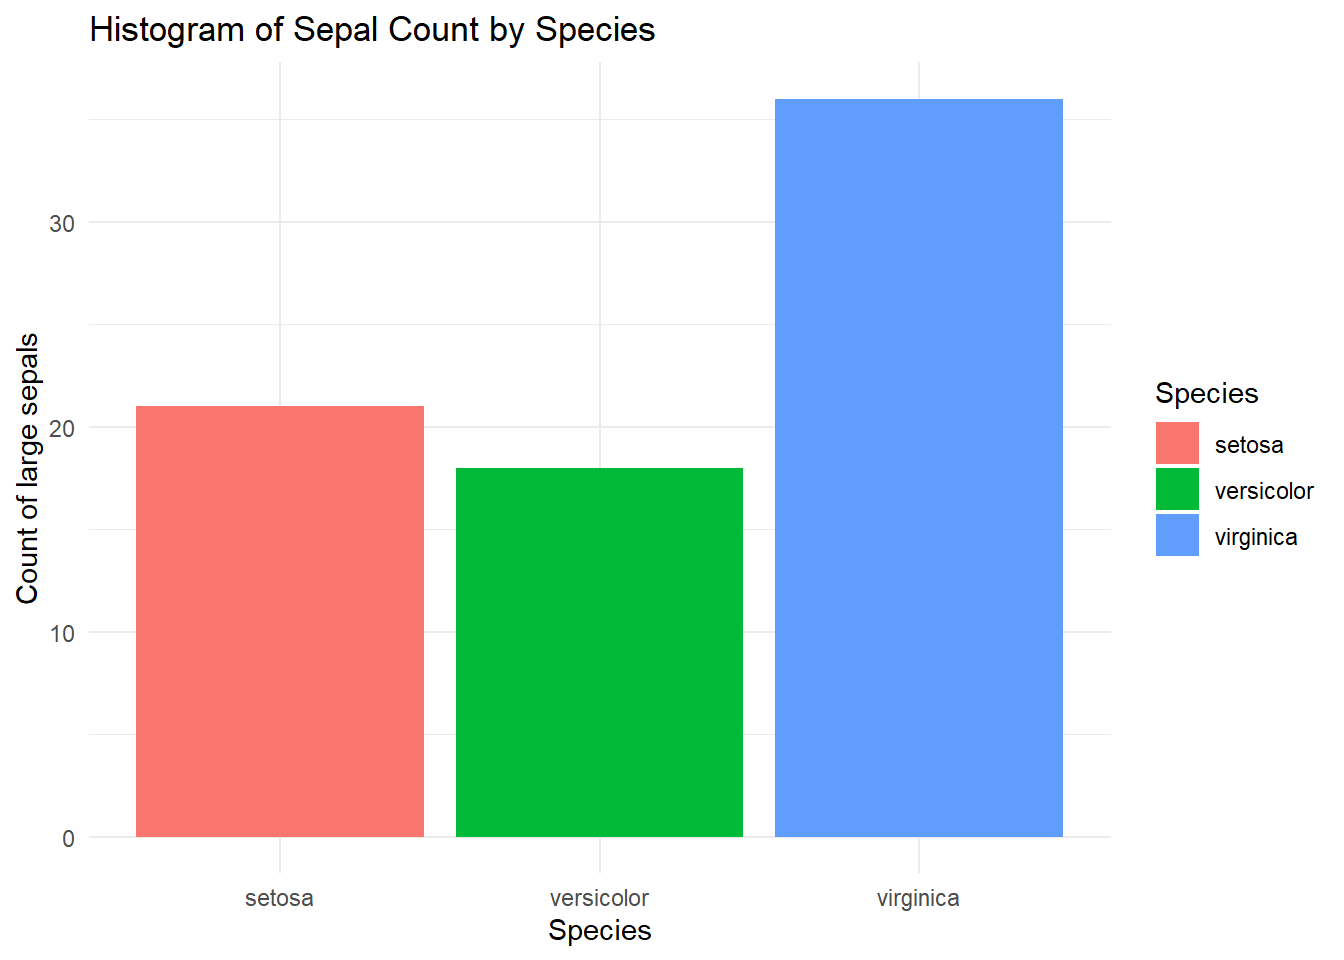 Histogram of Sepal Count by Species
Count of large sepals
30
20
10
0
setosa
versicolor
virginica
Species
Species
setosa
versicolor
virginica